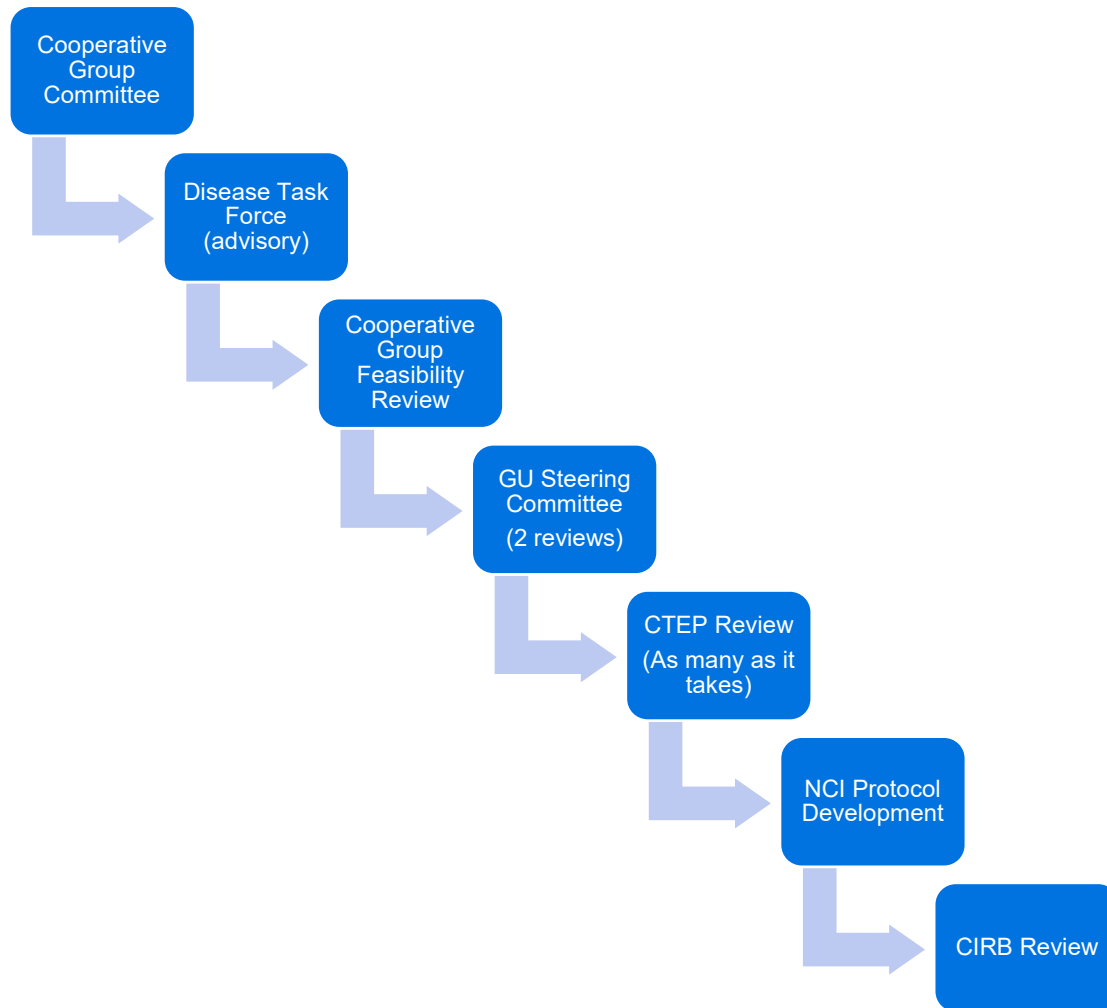 Cooperative
Group
Committee
Disease Task
Force
(advisory)
Cooperative
Group
Feasibility
Review
GU Steering
Committee
(2 reviews)
CTEP Review
(As many as it
takes)
NCI Protocol
Development
CIRB Review